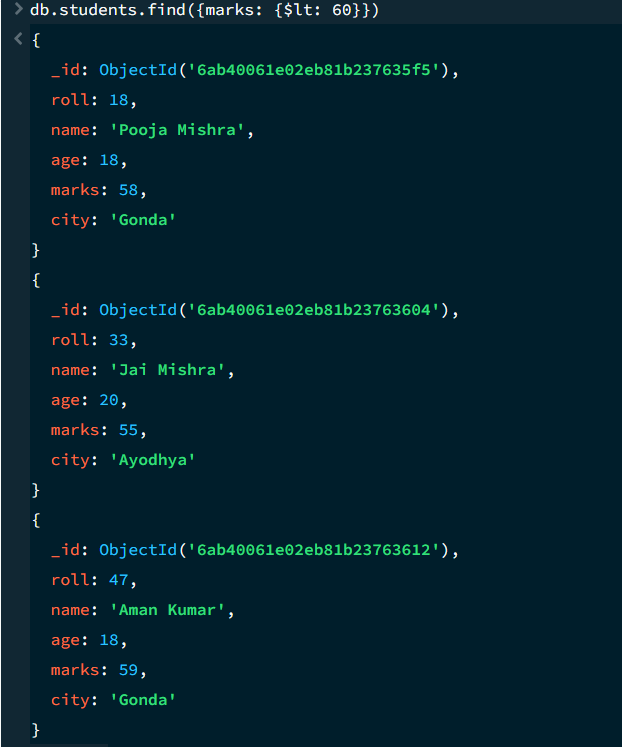 > db.students.find({marks: {$lt: 60}})
< {
_id: ObjectId('6ab40061e02eb81b237635f5'),
roll: 18,
name: 'Pooja Mishra',
age: 18,
marks: 58,
city: 'Gonda'
}
{
_id: ObjectId('6ab40061e02eb81b23763604'),
roll: 33,
name: 'Jai Mishra',
age: 20,
marks: 55,
city: 'Ayodhya'
}
{
_id: ObjectId('6ab40061e02eb81b23763612'),
roll: 47,
name: 'Aman Kumar',
age: 18,
marks: 59,
city: 'Gonda'
}